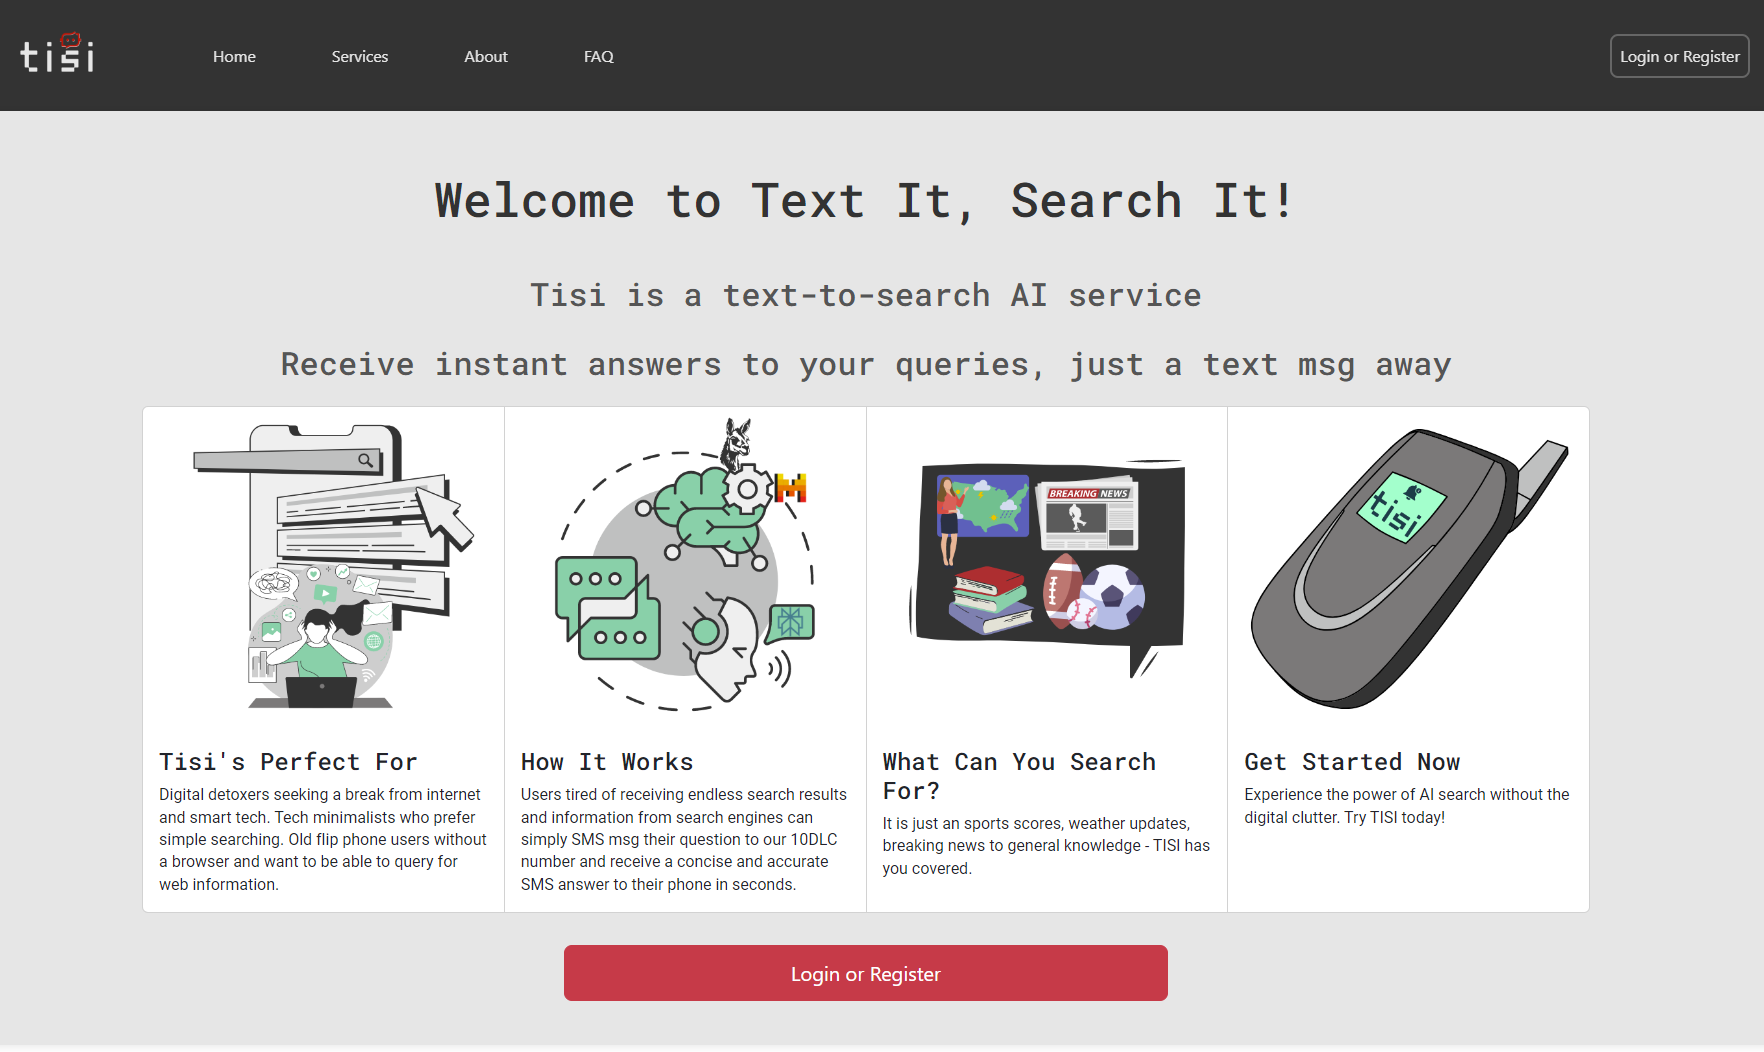 tisi
Home
Services
About
FAQ
Login or Register
Welcome to Text It, Search It!
Tisi is a text-to-search AI service
Receive instant answers to your queries, just a text msg away
BREAKING NEWS
tisi
Tisi's Perfect For
Digital detoxers seeking a break from internet
and smart tech. Tech minimalists who prefer
simple searching. Old flip phone users without
a browser and want to be able to query for
web information.
How It Works
Users tired of receiving endless search results
and information from search engines can
simply SMS msg their question to our 10DLC
number and receive a concise and accurate
SMS answer to their phone in seconds.
What Can You Search
For?
It is just an sports scores, weather updates,
breaking news to general knowledge - TISI has
you covered.
Get Started Now
Experience the power of AI search without the
digital clutter. Try TISI today!
Login or Register